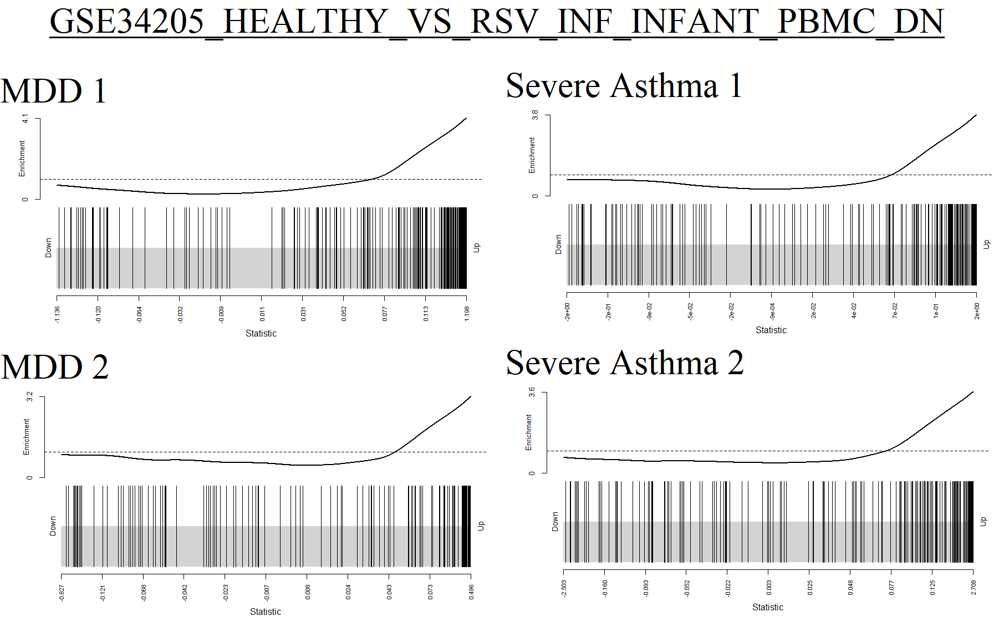 GSE34205_HEALTHY_VS_RSV_INF_INFANT_PBMC_DN
MDD 1
4.1
Enrichment
0
Down
Up
-1.136 -0.120 -0.064 -0.032 -0.009 0.011 0.031 0.052 0.077 0.113 1.198
Statistic
Severe Asthma 1
3.8
Enrichment
0
Down
Up
-2e+00 -2e-01 -9e-02 -5e-02 -2e-02 -9e-04 2e-02 4e-02 7e-02 1e-01 2e+00
Statistic
MDD 2
3.2
Enrichment
0
Down
Up
-0.827 -0.121 -0.068 -0.042 -0.023 -0.007 0.008 0.024 0.043 0.073 0.496
Statistic
Severe Asthma 2
3.6
Enrichment
0
Down
Up
-2.503 -0.160 -0.093 -0.052 -0.022 0.003 0.025 0.048 0.077 0.125 2.708
Statistic